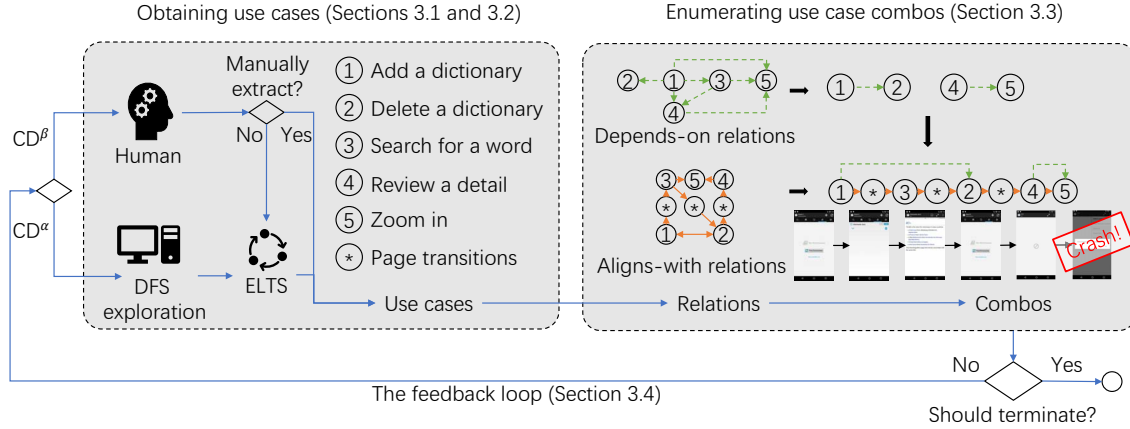 Obtaining use cases (Sections 3.1 and 3.2)
Enumerating use case combos (Section 3.3)
CD^β
CD^α
Human
DFS
exploration
Manually
extract?
No
Yes
ELTS
1 Add a dictionary
2 Delete a dictionary
3 Search for a word
4 Review a detail
5 Zoom in
* Page transitions
Use cases
2 1 3 5
4
Depends-on relations
1 2
4 5
3 5 4
* * *
1 2
Aligns-with relations
1 * 3 * 2 * 4 5
Crash!
Relations
Combos
No
Yes
Should terminate?
The feedback loop (Section 3.4)